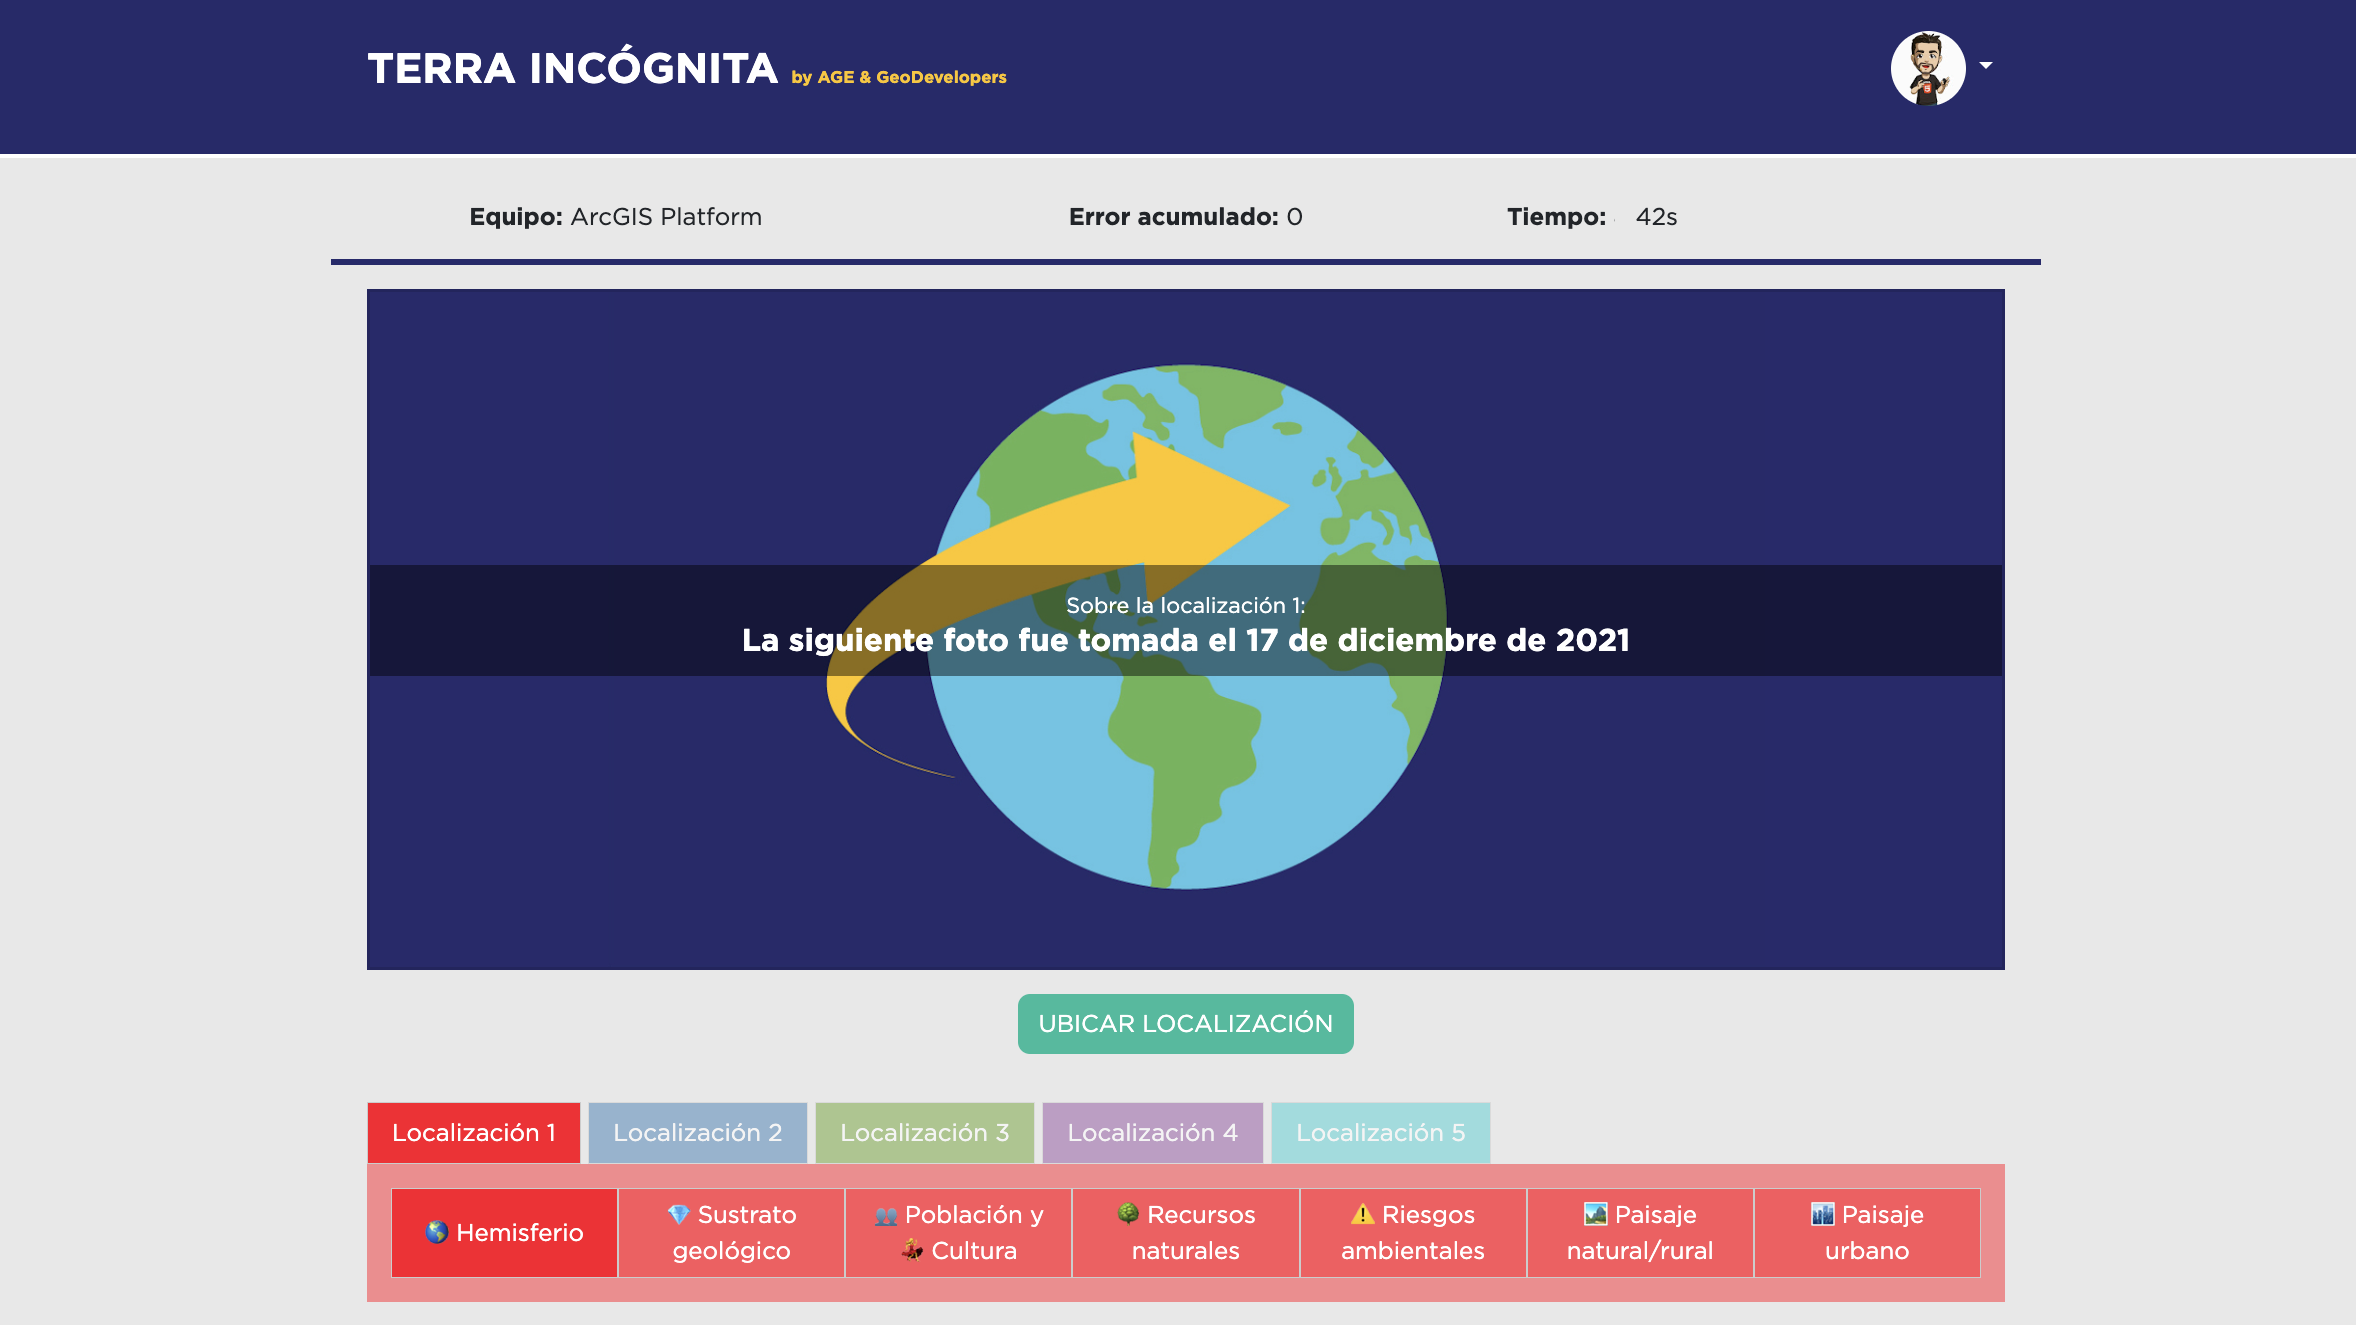 TERRA INCÓGNITA by AGE & GeoDevelopers
Equipo: ArcGIS Platform Error acumulado: 0 Tiempo: 42s
Sobre la localización 1:
La siguiente foto fue tomada el 17 de diciembre de 2021
UBICAR LOCALIZACIÓN
Localización 1 Localización 2 Localización 3 Localización 4 Localización 5
Hemisferio
Sustrato
geológico
Población y
Cultura
Recursos
naturales
Riesgos
ambientales
Paisaje
natural/rural
Paisaje
urbano